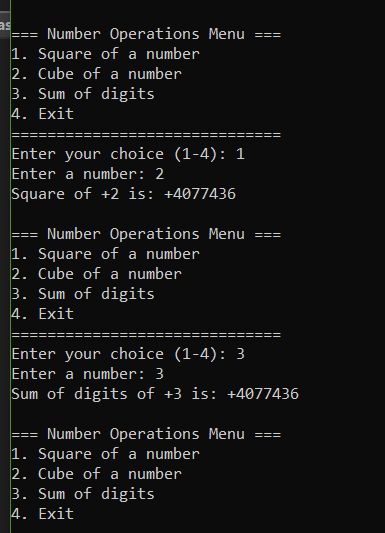 as
=== Number Operations Menu ===
1. Square of a number
2. Cube of a number
3. Sum of digits
4. Exit
==============================
Enter your choice (1-4): 1
Enter a number: 2
Square of +2 is: +4077436
=== Number Operations Menu ===
1. Square of a number
2. Cube of a number
3. Sum of digits
4. Exit
==============================
Enter your choice (1-4): 3
Enter a number: 3
Sum of digits of +3 is: +4077436
=== Number Operations Menu ===
1. Square of a number
2. Cube of a number
3. Sum of digits
4. Exit